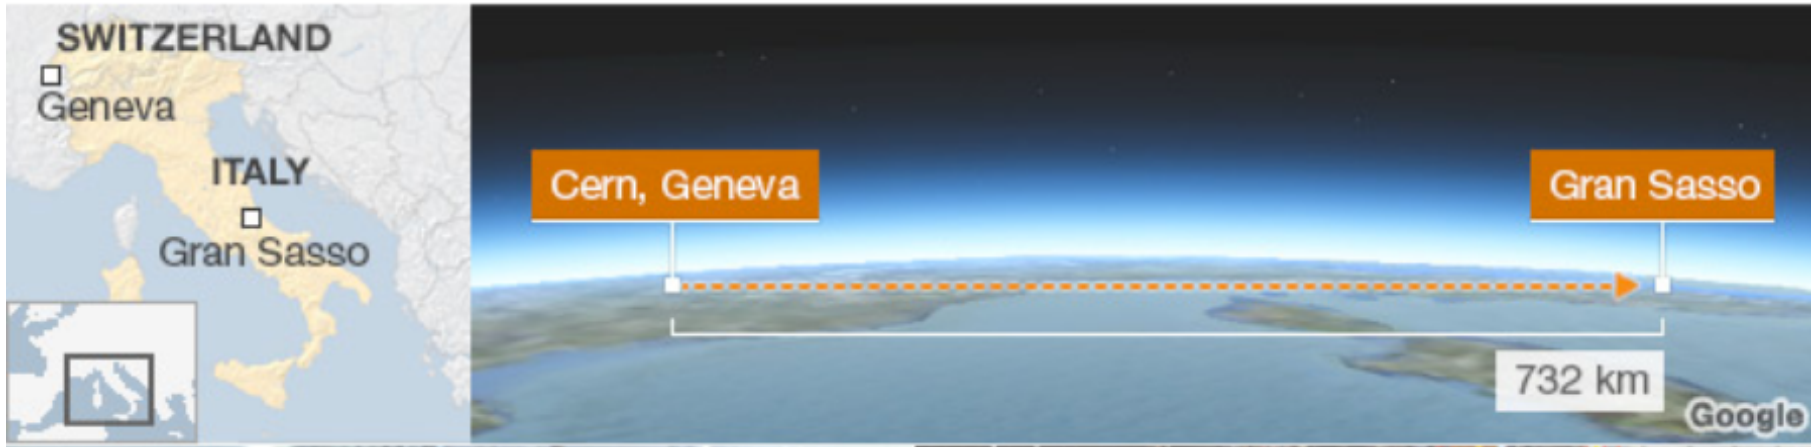 SWITZERLAND
Geneva
ITALY
Gran Sasso
Cern, Geneva
Gran Sasso
732 km
Google